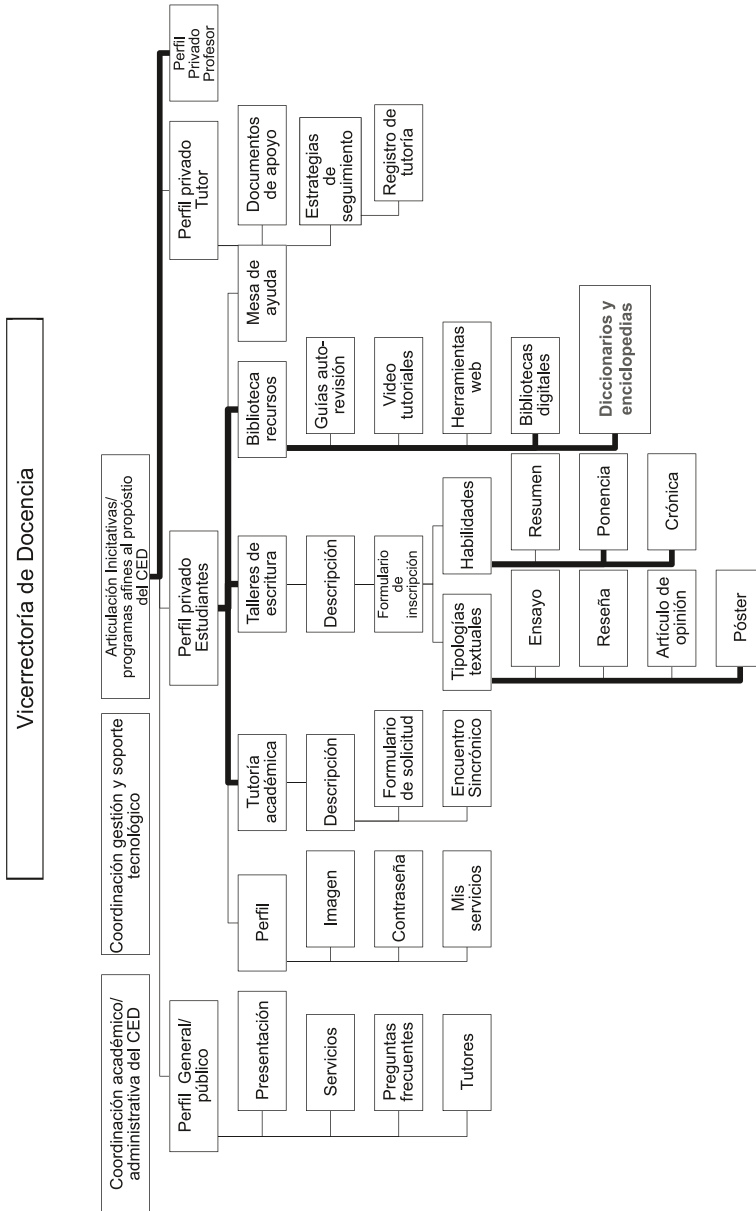 Vicerrectoría de Docencia
Coordinación académico/
administrativa del CED
Coordinación gestión y soporte
tecnológico
Articulación Inicitativas/
programas afines al propóstio
del CED
Perfil General/
público
Presentación
Servicios
Preguntas
frecuentes
Tutores
Perfil privado
Estudiantes
Perfil
Imagen
Contraseña
Mis
servicios
Tutoría
académica
Descripción
Formulario
de solicitud
Encuentro
Sincrónico
Talleres de
escritura
Descripción
Formulario
de
inscripción
Tipologías
textuales
Ensayo
Reseña
Artículo de
opinión
Póster
Habilidades
Resumen
Ponencia
Crónica
Biblioteca
recursos
Guías auto-
revisión
Video
tutoriales
Herramientas
web
Bibliotecas
digitales
Diccionarios y
enciclopedias
Mesa de
ayuda
Perfil privado
Tutor
Documentos
de apoyo
Estrategias
de
seguimiento
Registro de
tutoría
Perfil
Privado
Profesor